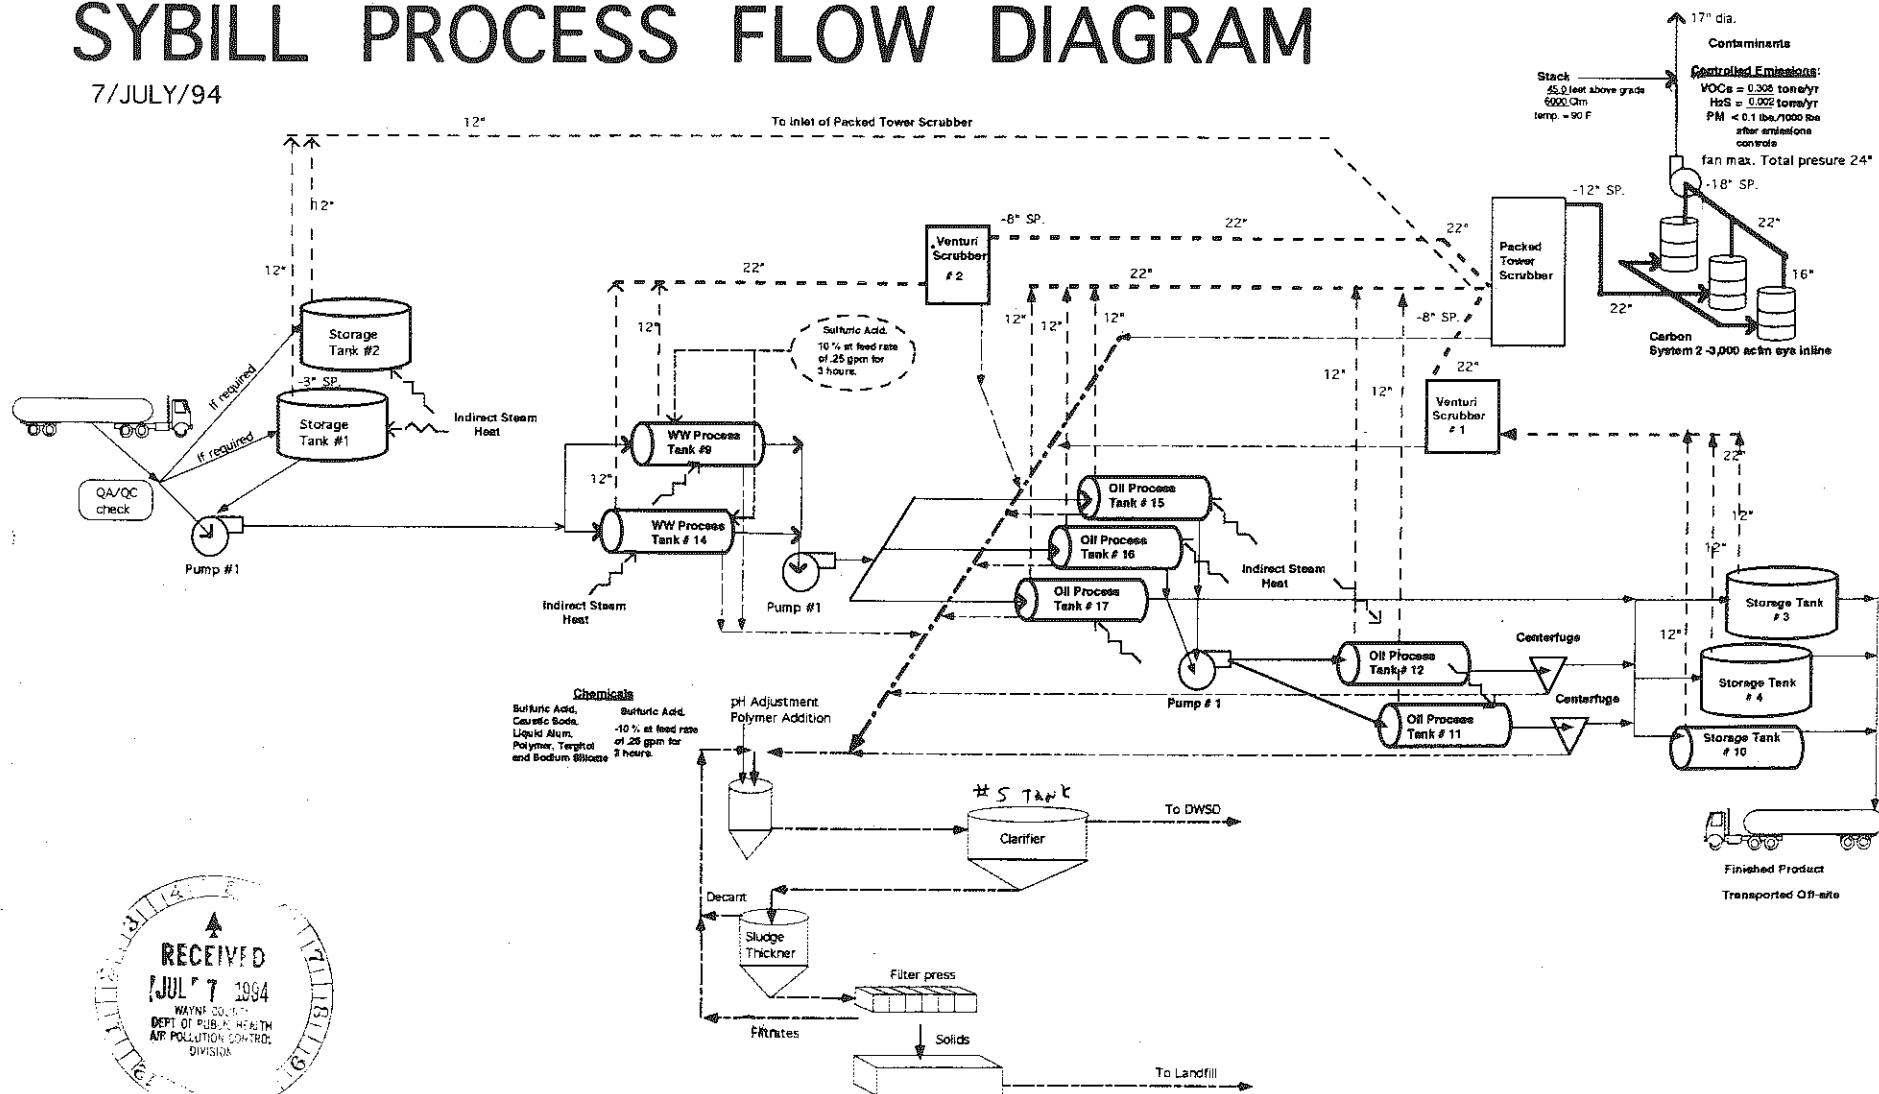 SYBILL PROCESS FLOW DIAGRAM
7/JULY/94
17" dia.
Contaminants
Controlled Emissions:
VOCs = 0.308 tons/yr
H2S = 0.002 tons/yr
PM < 0.1 lbs./1000 lbs
after emissions
controls
Stack
45.0 feet above grade
6000 Cfm
temp. = 90 F
fan max. Total presure 24"
-18" SP.
-12" SP.
22"
16"
22"
Carbon
System 2 -3,000 acfm sys inline
Packed
Tower
Scrubber
12"
To Inlet of Packed Tower Scrubber
12"
12"
-8" SP.
22"
22"
Venturi
Scrubber
# 2
22"
22"
12"
12"
12"
12"
-8" SP.
12"
12"
22"
Venturi
Scrubber
# 1
22"
12"
12"
12"
Sulfuric Acid.
10 % at feed rate
of .25 gpm for
3 hours.
Storage
Tank #2
-3" SP.
Storage
Tank #1
If required
If required
Indirect Steam
Heat
QA/QC
check
Pump #1
WW Process
Tank #9
12"
WW Process
Tank # 14
Indirect Steam
Heat
Pump #1
Oil Process
Tank # 15
Oil Process
Tank # 16
Oil Process
Tank # 17
Indirect Steam
Heat
Pump # 1
Oil Process
Tank # 12
Oil Process
Tank # 11
Centerfuge
Centerfuge
Storage Tank
# 3
Storage Tank
# 4
Storage Tank
# 10
Finished Product
Transported Off-site
Chemicals
Sulfuric Acid,
Caustic Soda,
Liquid Alum,
Polymer, Tergitol
and Sodium Silicate
Sulfuric Acid.
-10 % at feed rate
of .25 gpm for
3 hours.
pH Adjustment
Polymer Addition
#5 TANK
Clarifier
To DWSD
Decant
Sludge
Thickner
Filter press
Filtrates
Solids
To Landfill
RECEIVED
JUL 7 1994
WAYNE COUNTY
DEPT OF PUBLIC HEALTH
AIR POLLUTION CONTROL
DIVISION